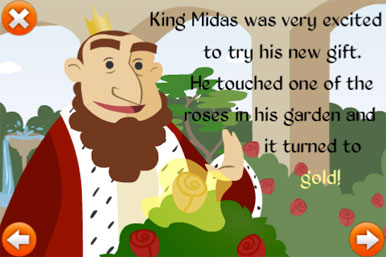 King Midas was very excited
to try his new gift.
He touched one of the
roses in his garden and
it turned to
gold!